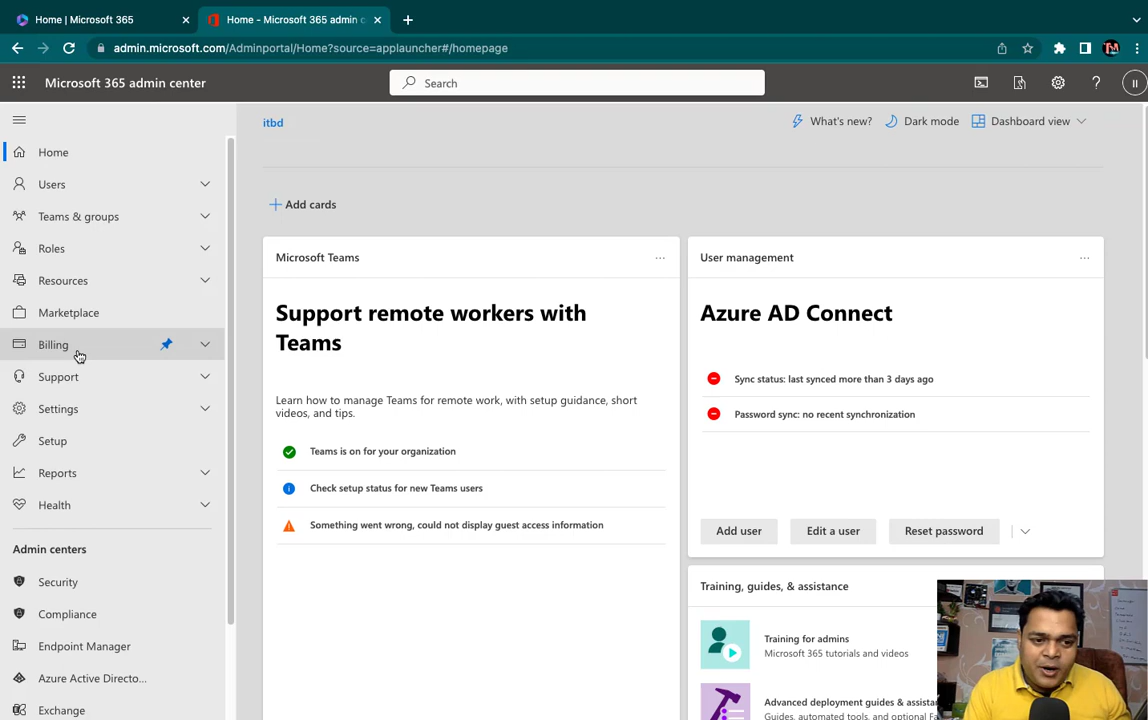 Home | Microsoft 365
Home - Microsoft 365 admin c
admin.microsoft.com/Adminportal/Home?source=applauncher#/homepage
Microsoft 365 admin center
Search
II
itbd
What's new?
Dark mode
Dashboard view
Home
Users
Teams & groups
Roles
Resources
Marketplace
Billing
Support
Settings
Setup
Reports
Health
Admin centers
Security
Compliance
Endpoint Manager
Azure Active Directo...
Exchange
Add cards
Microsoft Teams
Support remote workers with
Teams
Learn how to manage Teams for remote work, with setup guidance, short
videos, and tips.
Teams is on for your organization
Check setup status for new Teams users
Something went wrong, could not display guest access information
User management
Azure AD Connect
Sync status: last synced more than 3 days ago
Password sync: no recent synchronization
Add user
Edit a user
Reset password
Training, guides, & assistance
Training for admins
Microsoft 365 tutorials and videos
Advanced deployment guides & assista
Guides, automated tools, and optional Fa